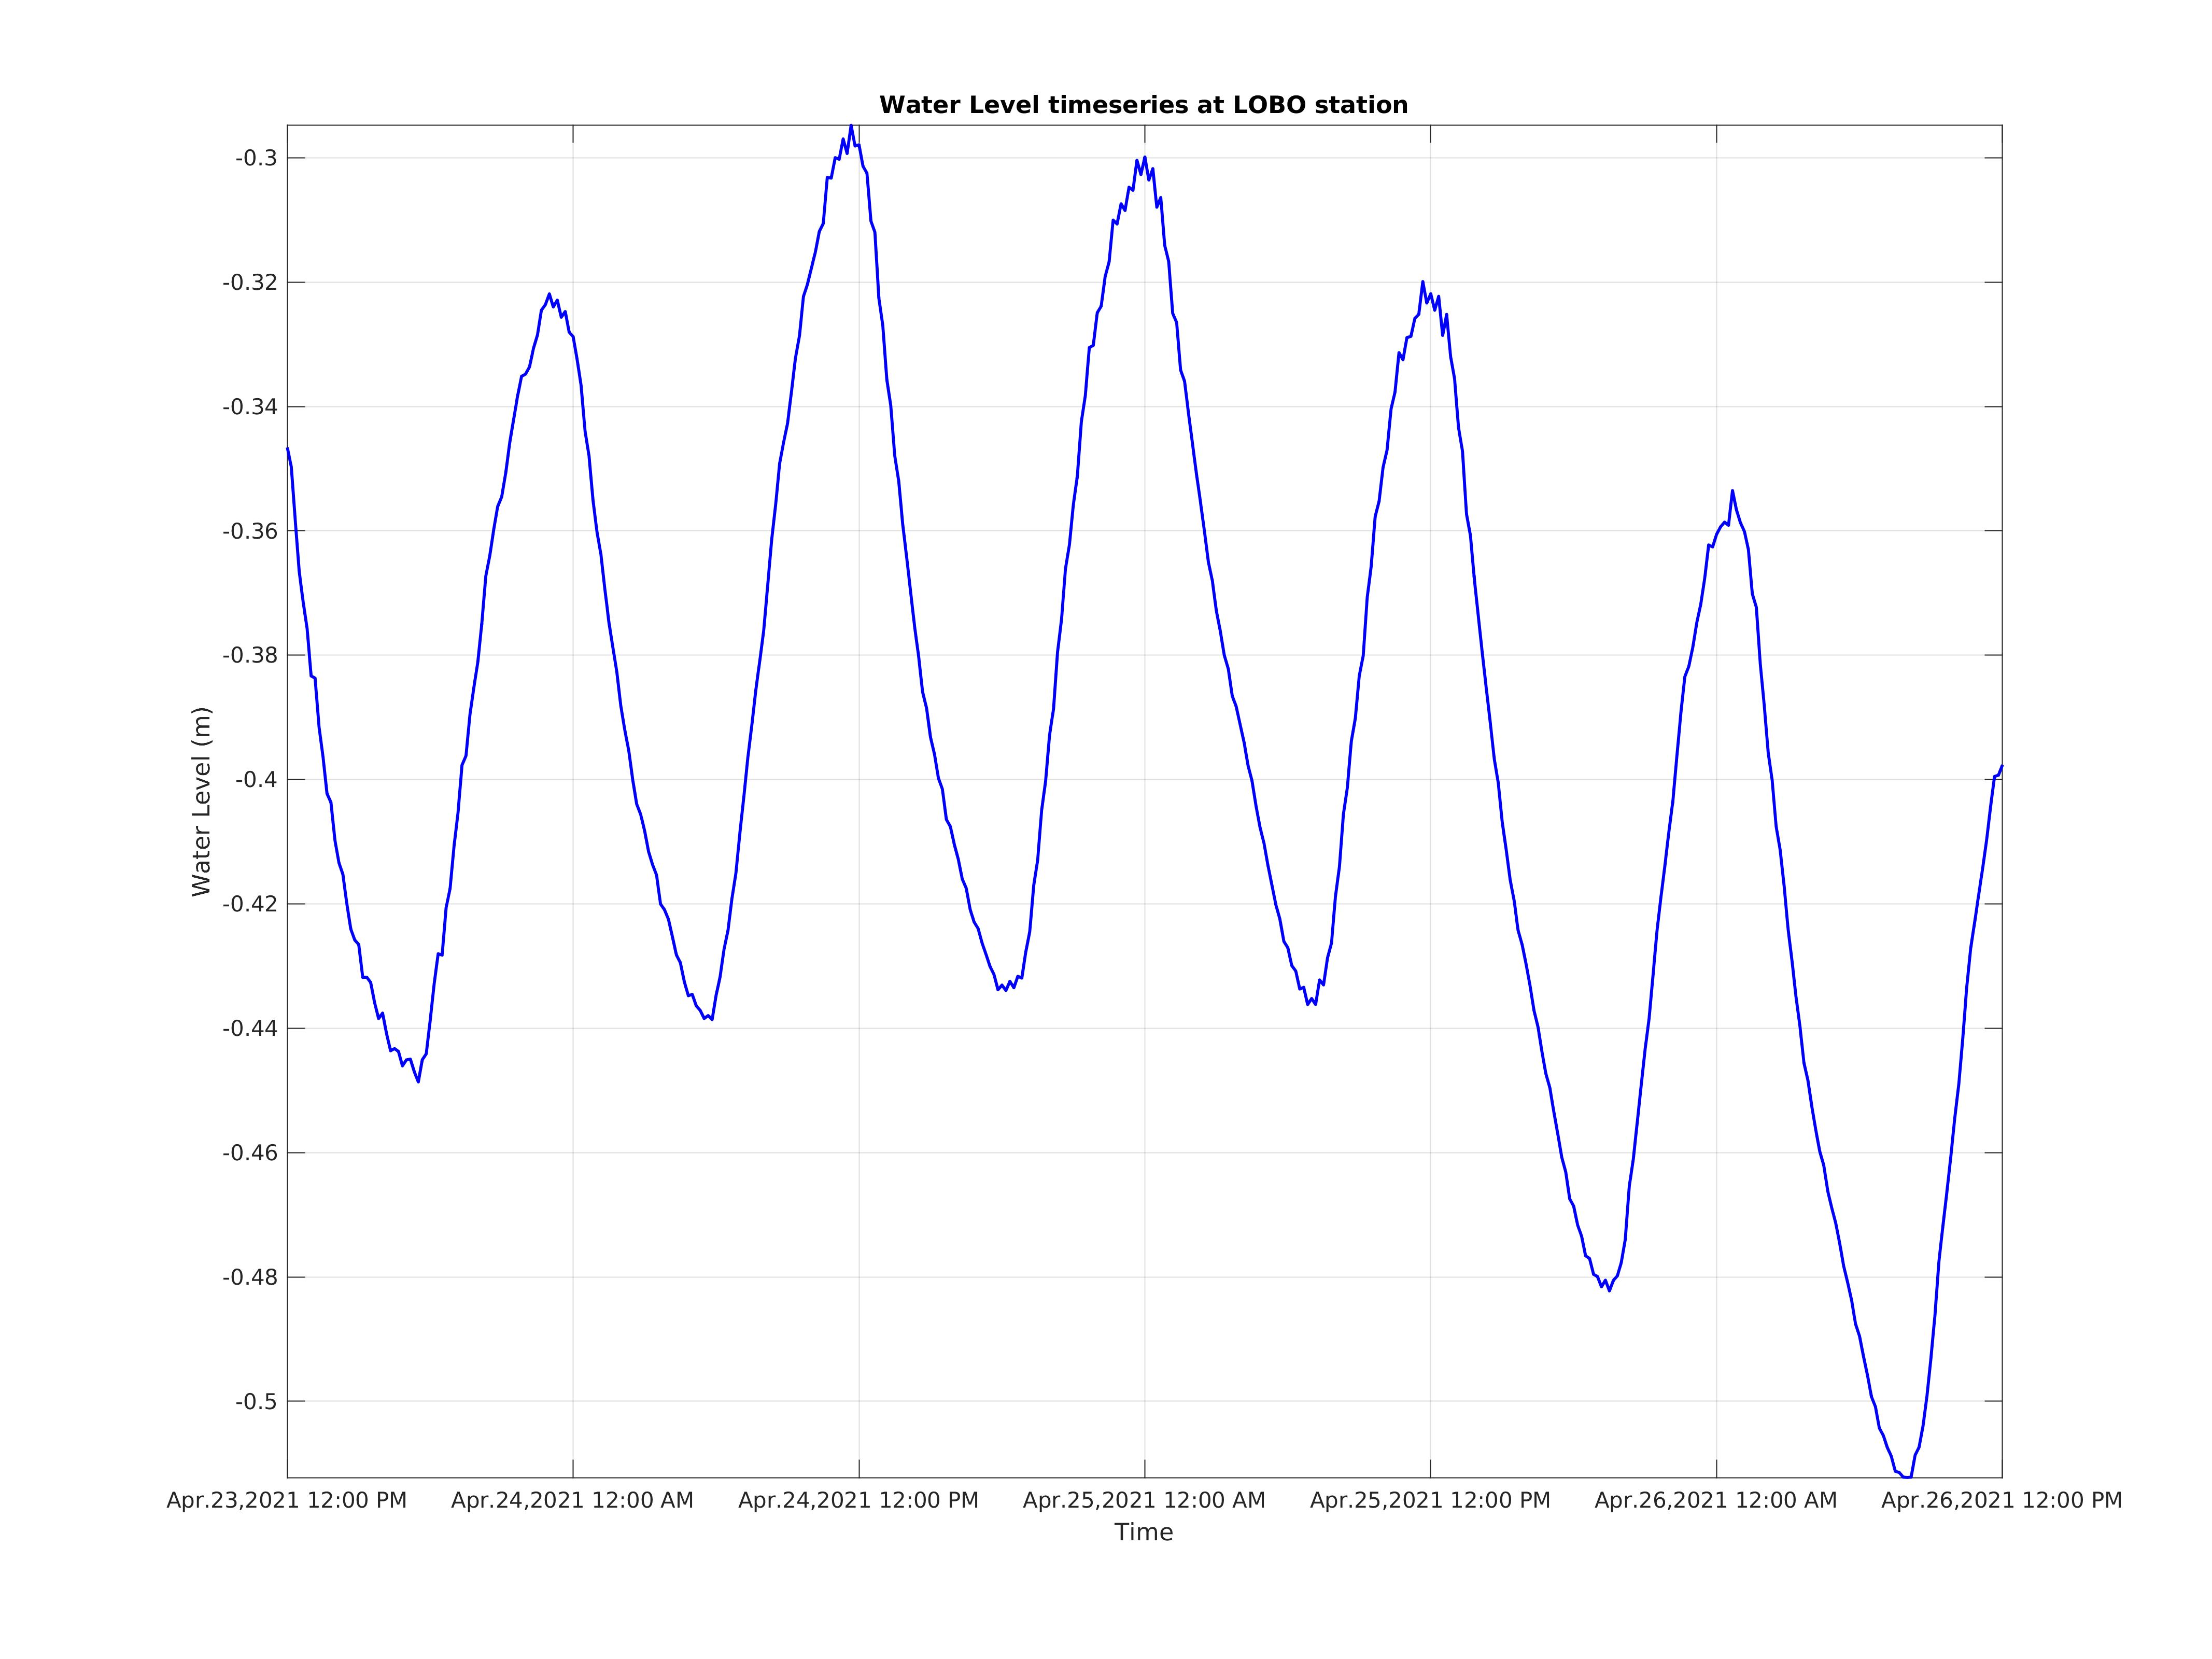 Water Level timeseries at LOBO station
-0.3
-0.32
-0.34
-0.36
-0.38
-0.4
-0.42
-0.44
-0.46
-0.48
-0.5
Water Level (m)
Apr.23,2021 12:00 PM Apr.24,2021 12:00 AM Apr.24,2021 12:00 PM Apr.25,2021 12:00 AM Apr.25,2021 12:00 PM Apr.26,2021 12:00 AM Apr.26,2021 12:00 PM
Time